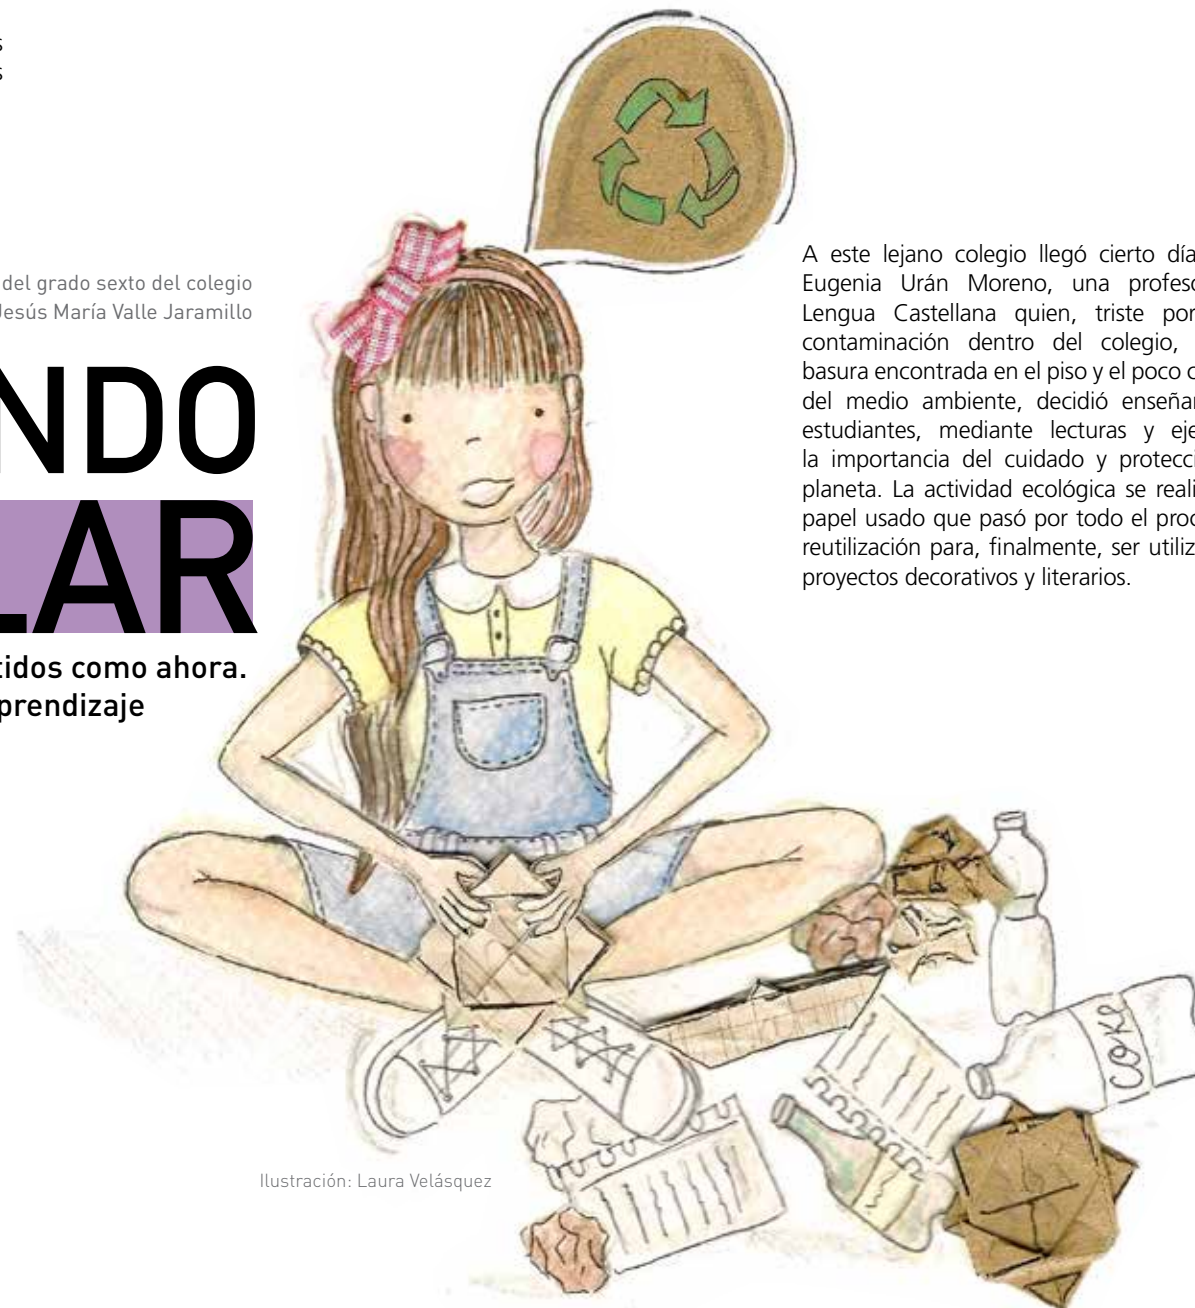 s
s
del grado sexto del colegio
Jesús María Valle Jaramillo
NDO
LAR
tidos como ahora.
prendizaje
A este lejano colegio llegó cierto día
Eugenia Urán Moreno, una profeso
Lengua Castellana quien, triste por
contaminación dentro del colegio,
basura encontrada en el piso y el poco c
del medio ambiente, decidió enseñar
estudiantes, mediante lecturas y eje
la importancia del cuidado y protecci
planeta. La actividad ecológica se reali
papel usado que pasó por todo el proc
reutilización para, finalmente, ser utiliz
proyectos decorativos y literarios.
COKE
Ilustración: Laura Velásquez